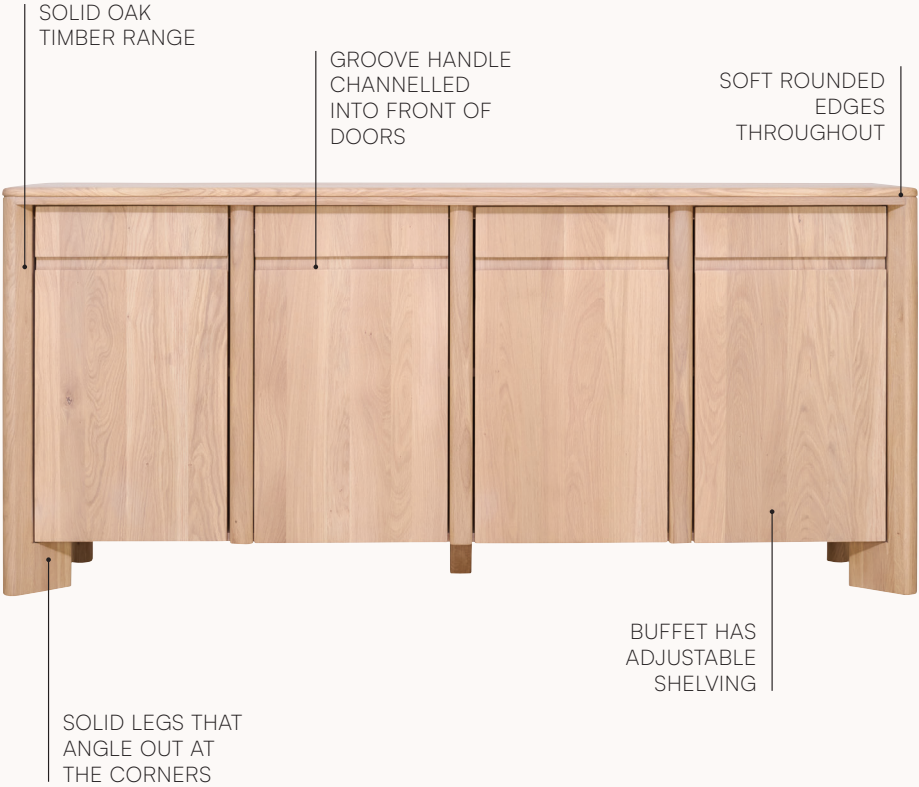 SOLID OAK
TIMBER RANGE
GROOVE HANDLE
CHANNELLED
INTO FRONT OF
DOORS
SOFT ROUNDED
EDGES
THROUGHOUT
BUFFET HAS
ADJUSTABLE
SHELVING
SOLID LEGS THAT
ANGLE OUT AT
THE CORNERS